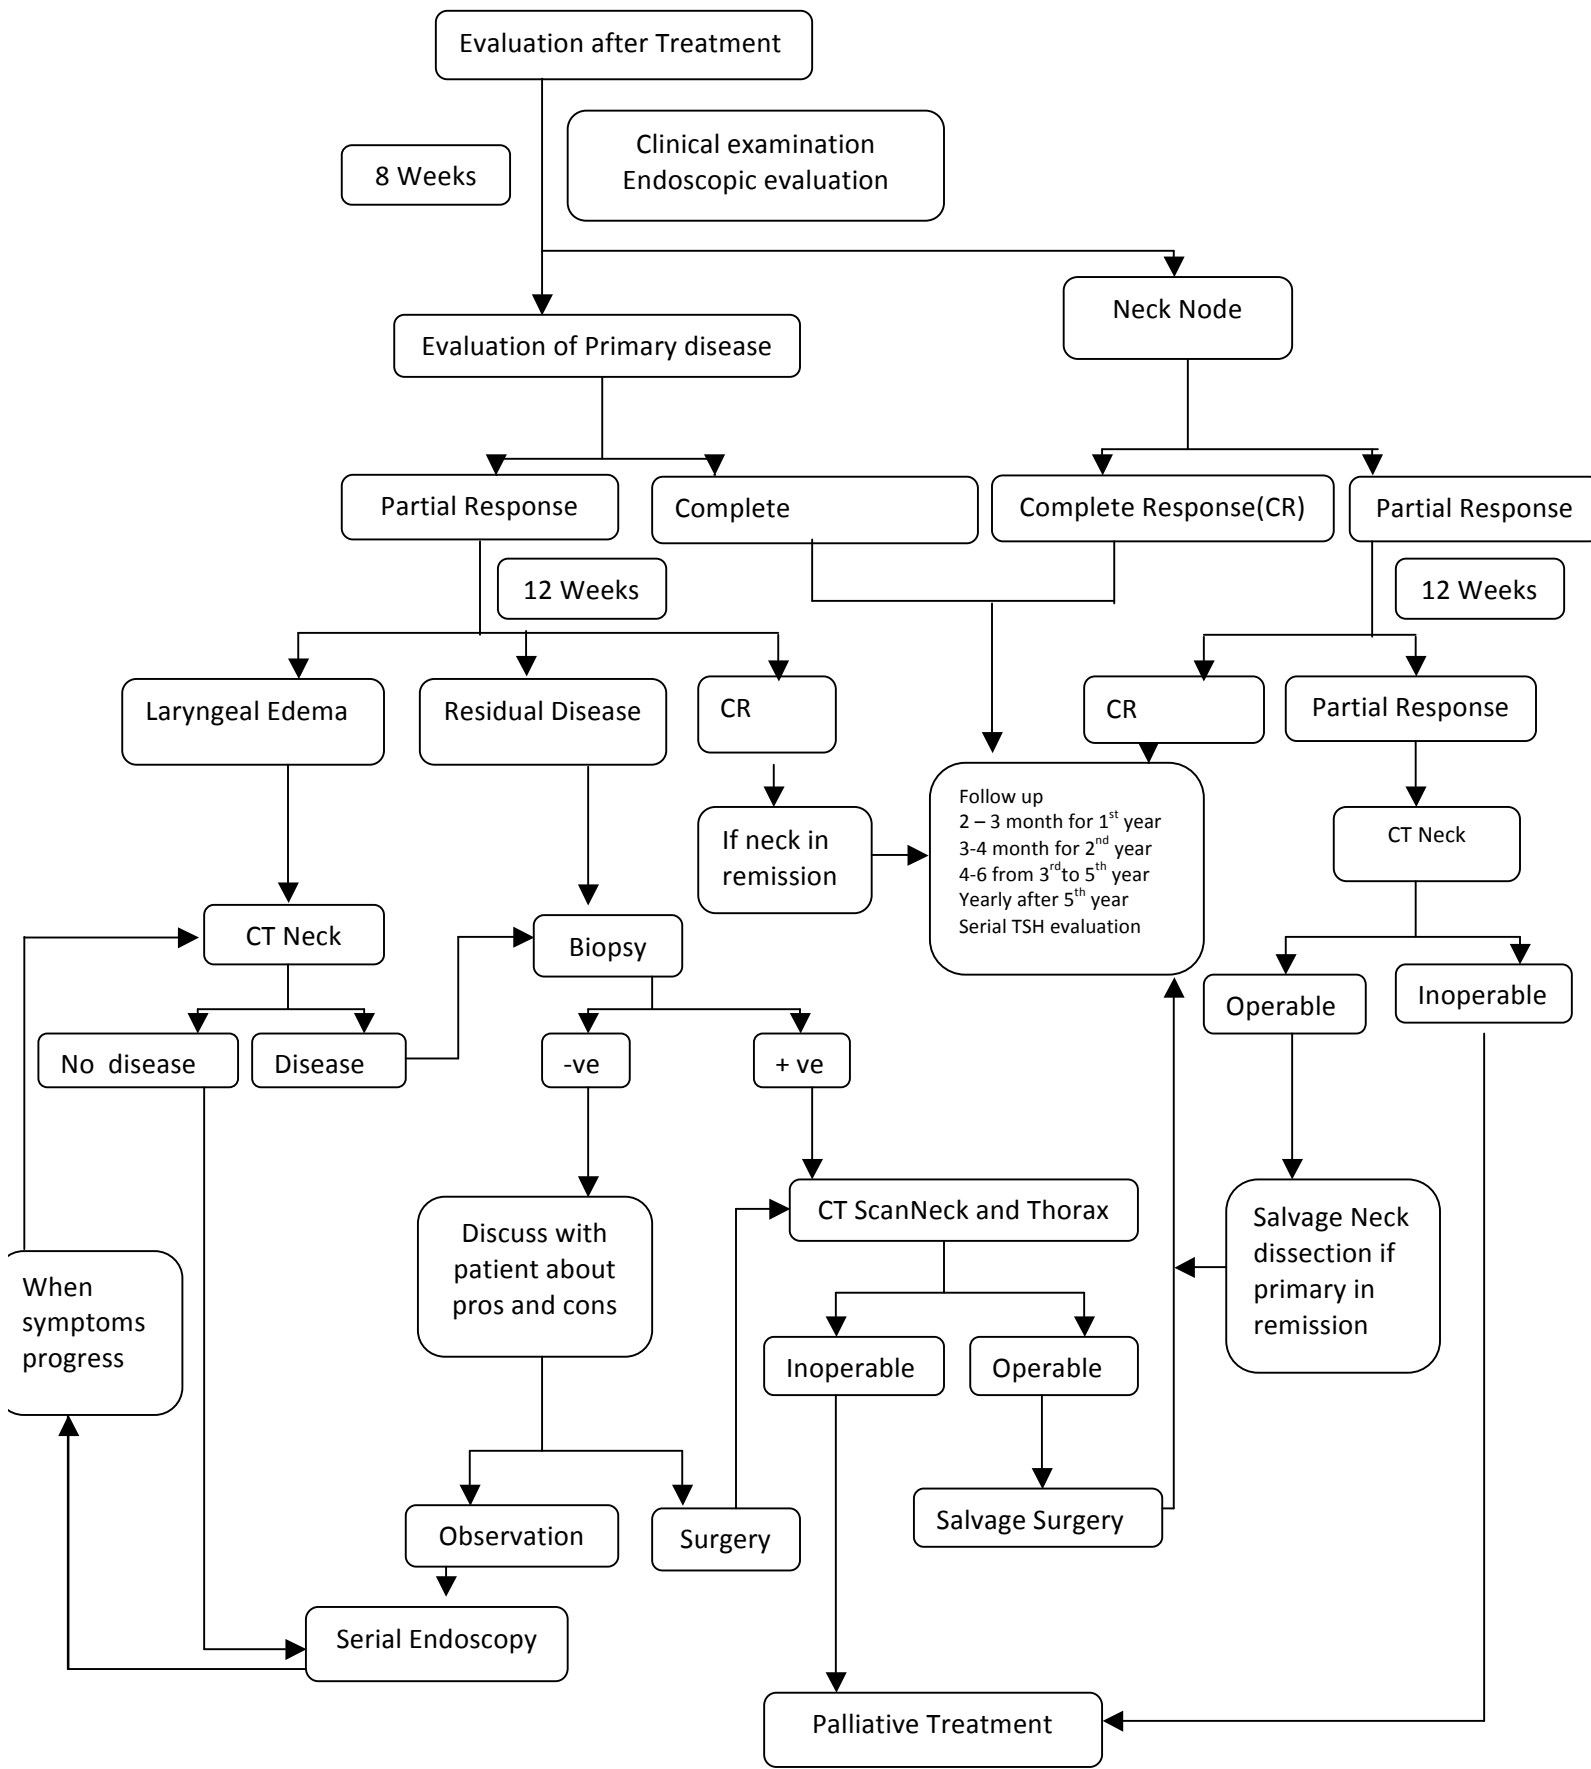 Evaluation after Treatment
8 Weeks
Clinical examination
Endoscopic evaluation
Neck Node
Evaluation of Primary disease
Partial Response
Complete
Complete Response(CR)
Partial Response
12 Weeks
12 Weeks
Laryngeal Edema
Residual Disease
CR
CR
Partial Response
If neck in
remission
Follow up
2 – 3 month for 1st year
3-4 month for 2nd year
4-6 from 3rd to 5th year
Yearly after 5th year
Serial TSH evaluation
CT Neck
CT Neck
Biopsy
Operable
Inoperable
No disease
Disease
-ve
+ ve
Discuss with
patient about
pros and cons
CT ScanNeck and Thorax
Salvage Neck
dissection if
primary in
remission
When
symptoms
progress
Inoperable
Operable
Observation
Surgery
Salvage Surgery
Serial Endoscopy
Palliative Treatment